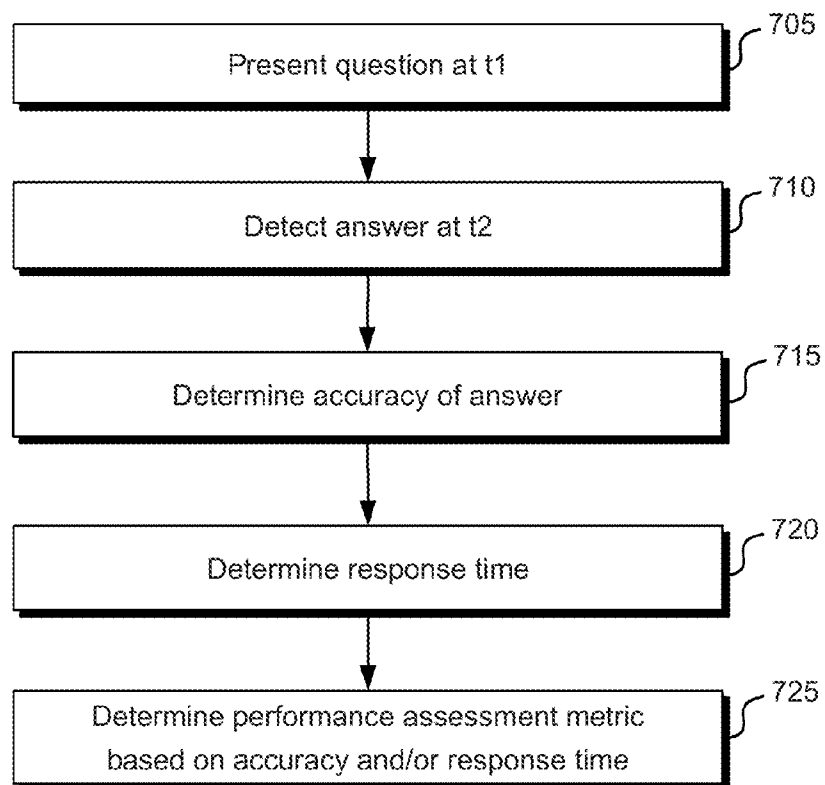 705
Present question at t1
710
Detect answer at t2
715
Determine accuracy of answer
720
Determine response time
725
Determine performance assessment metric
based on accuracy and/or response time